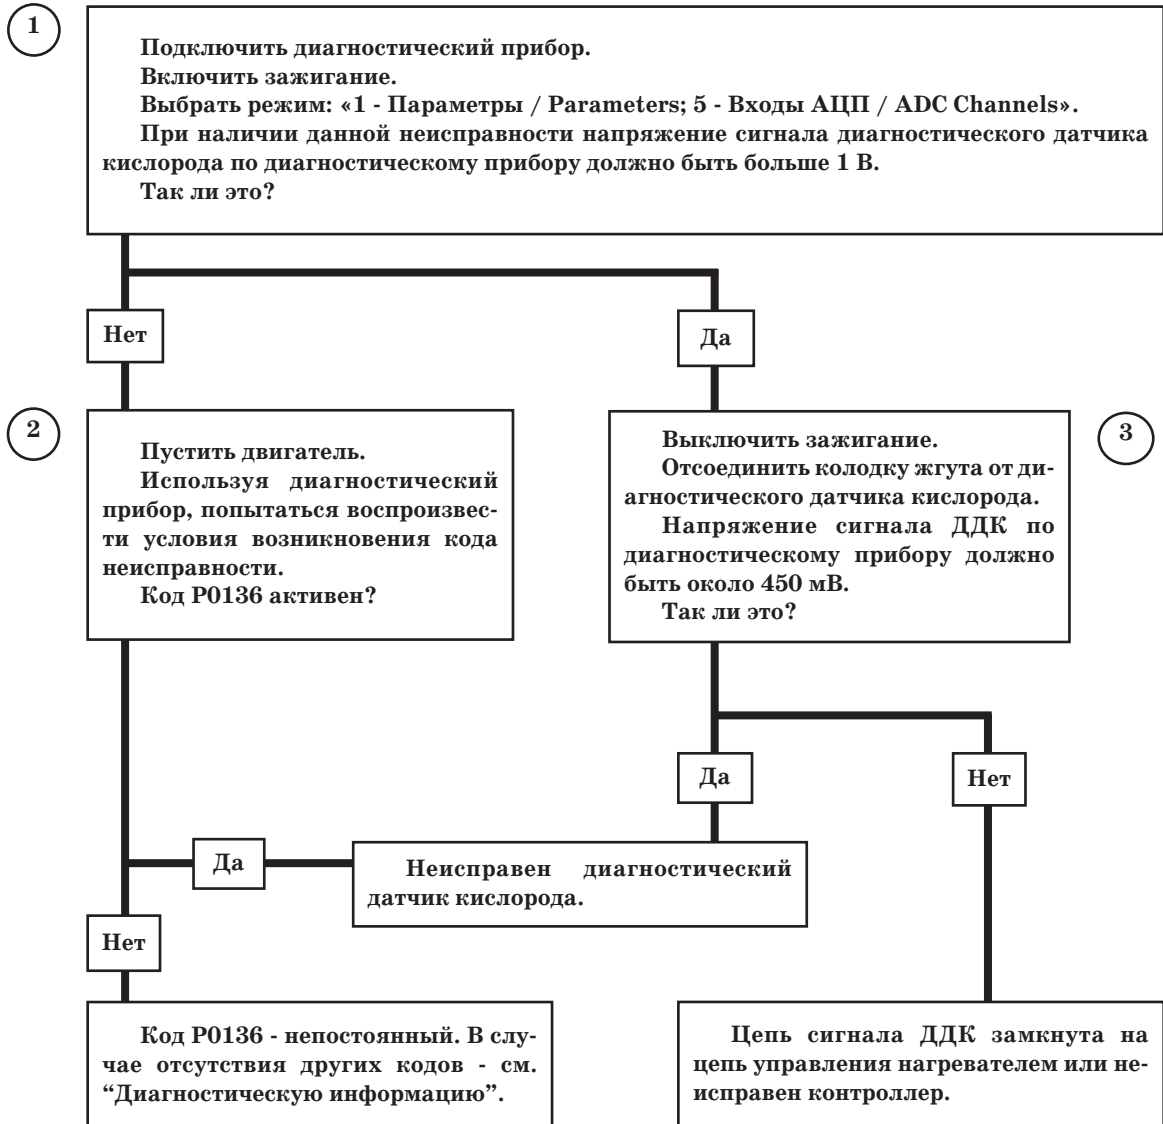 1
Подключить диагностический прибор.
Включить зажигание.
Выбрать режим: «1 - Параметры / Parameters; 5 - Входы АЦП / ADC Channels».
При наличии данной неисправности напряжение сигнала диагностического датчика
кислорода по диагностическому прибору должно быть больше 1 В.
Так ли это?
Нет
Да
2
Пустить двигатель.
Используя диагностический
прибор, попытаться воспроизвес-
ти условия возникновения кода
неисправности.
Код Р0136 активен?
3
Выключить зажигание.
Отсоединить колодку жгута от ди-
агностического датчика кислорода.
Напряжение сигнала ДДК по
диагностическому прибору должно
быть около 450 мВ.
Так ли это?
Да
Нет
Да
Неисправен диагностический
датчик кислорода.
Нет
Код Р0136 - непостоянный. В слу-
чае отсутствия других кодов - см.
“Диагностическую информацию”.
Цепь сигнала ДДК замкнута на
цепь управления нагревателем или не-
исправен контроллер.